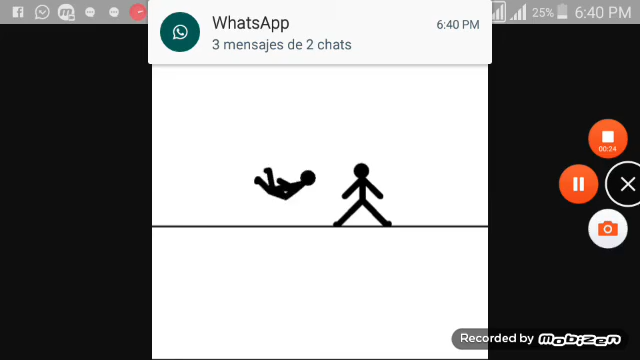 25% 6:40 PM
WhatsApp 6:40 PM
3 mensajes de 2 chats
00:24
Recorded by mobizen